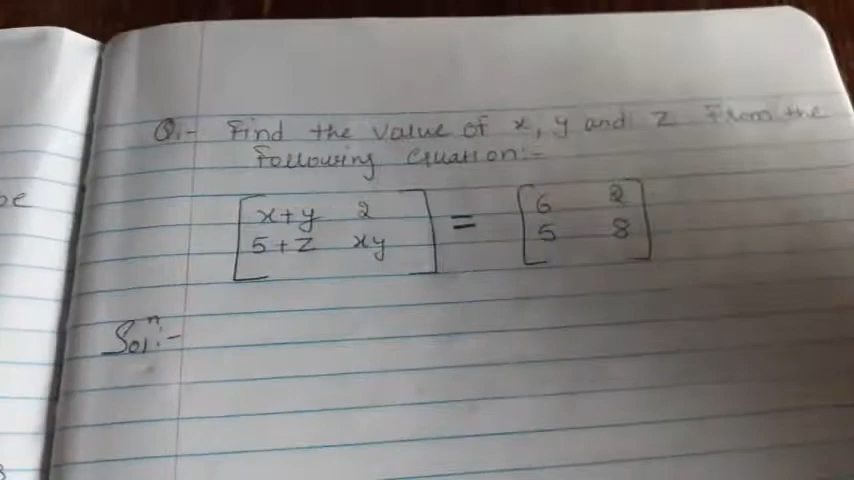 Q.:- Find the value of x, y and z From the
Following equation:-
[x+y 2
5+z xy] = [6 2
5 8]
Solⁿ:-